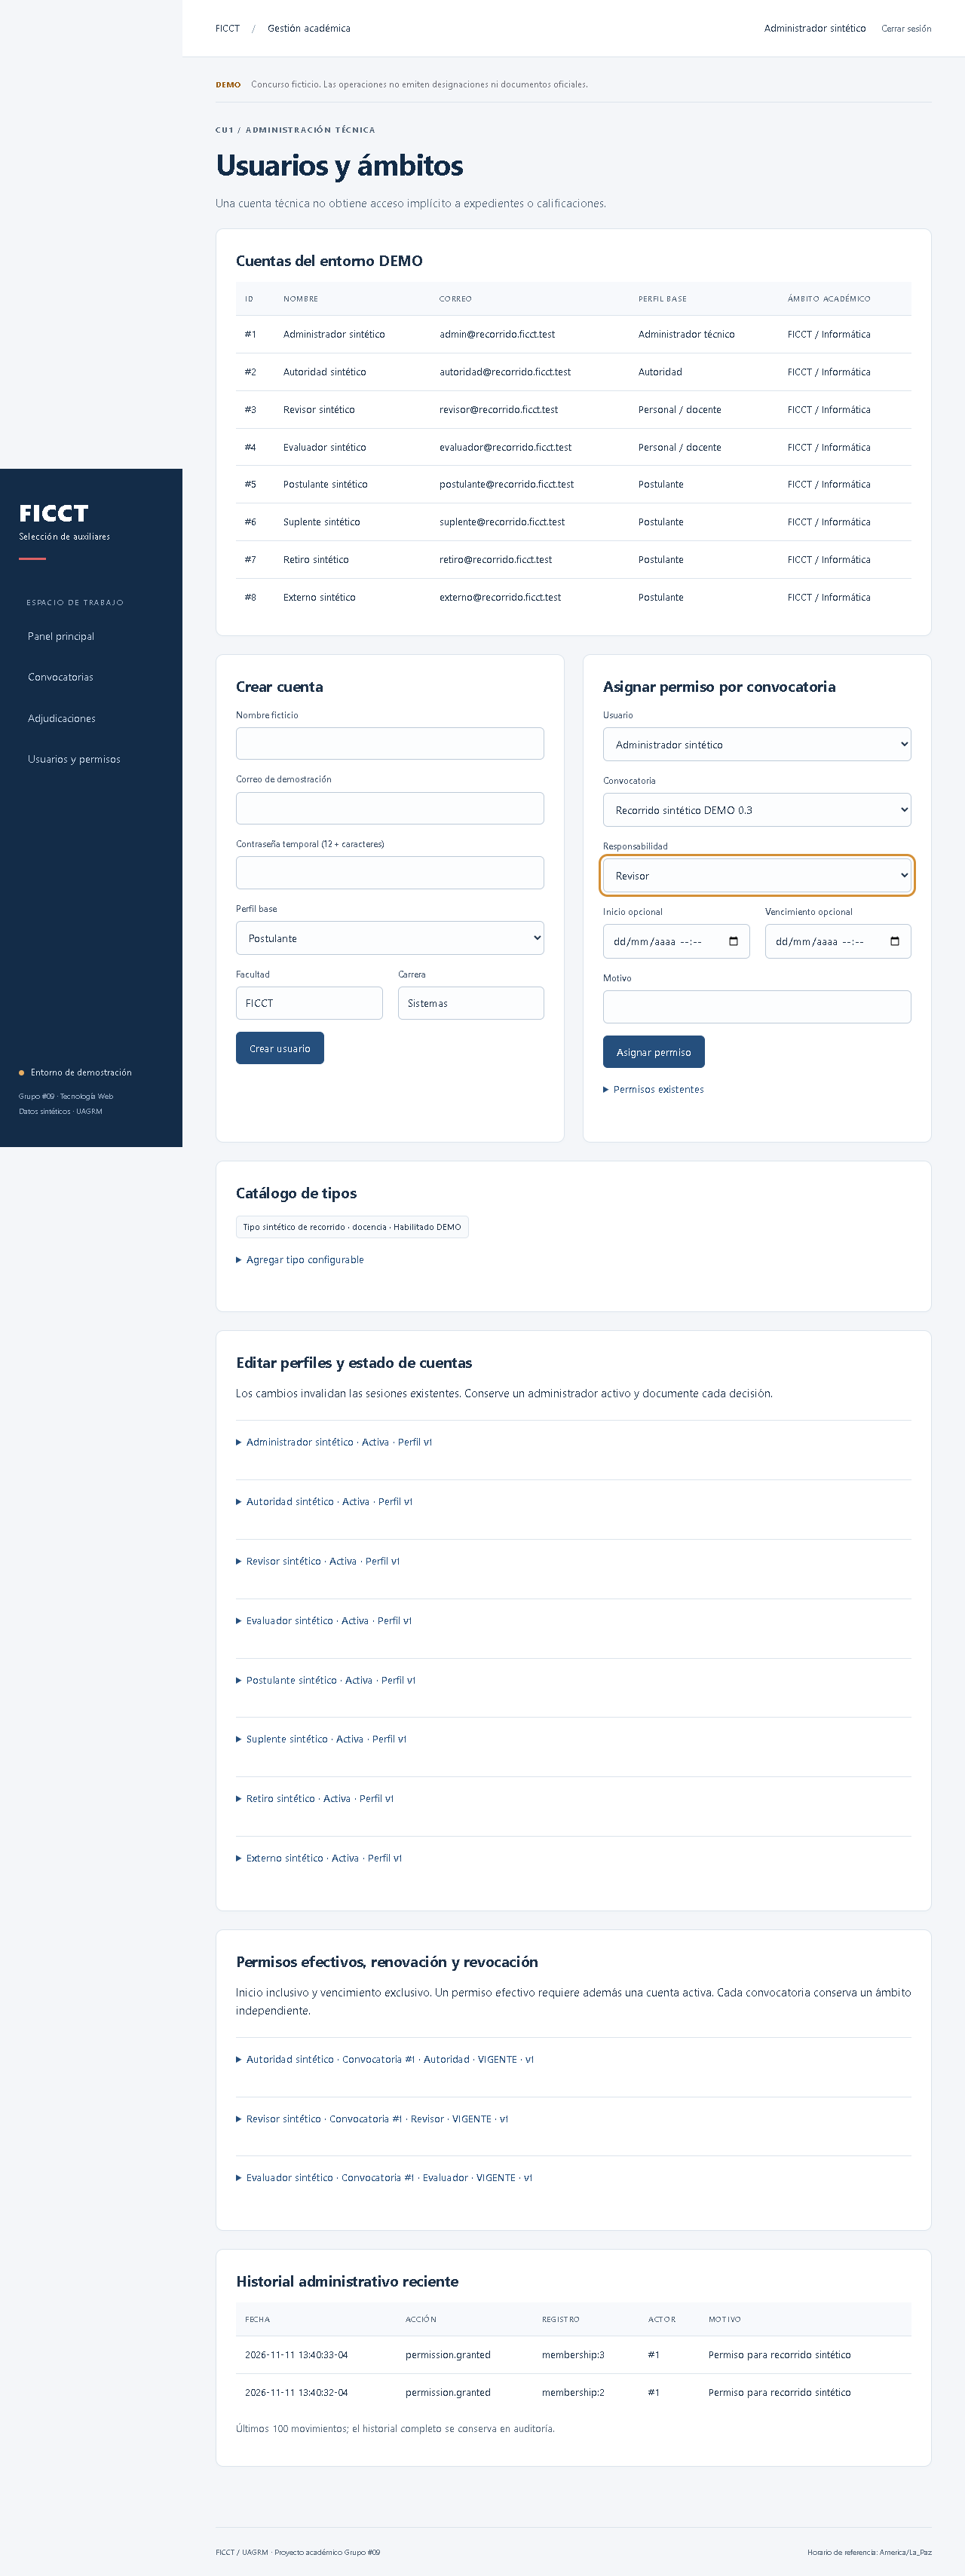 FICCT / Gestión académica
Administrador sintético Cerrar sesión
DEMO Concurso ficticio. Las operaciones no emiten designaciones ni documentos oficiales.
CU1 / ADMINISTRACIÓN TÉCNICA
Usuarios y ámbitos
Una cuenta técnica no obtiene acceso implícito a expedientes o calificaciones.
Cuentas del entorno DEMO
ID NOMBRE CORREO PERFIL BASE ÁMBITO ACADÉMICO
#1 Administrador sintético admin@recorrido.ficct.test Administrador técnico FICCT / Informática
#2 Autoridad sintético autoridad@recorrido.ficct.test Autoridad FICCT / Informática
#3 Revisor sintético revisor@recorrido.ficct.test Personal / docente FICCT / Informática
#4 Evaluador sintético evaluador@recorrido.ficct.test Personal / docente FICCT / Informática
#5 Postulante sintético postulante@recorrido.ficct.test Postulante FICCT / Informática
#6 Suplente sintético suplente@recorrido.ficct.test Postulante FICCT / Informática
#7 Retiro sintético retiro@recorrido.ficct.test Postulante FICCT / Informática
#8 Externo sintético externo@recorrido.ficct.test Postulante FICCT / Informática
FICCT
Selección de auxiliares
ESPACIO DE TRABAJO
Panel principal
Convocatorias
Adjudicaciones
Usuarios y permisos
Entorno de demostración
Grupo #09 · Tecnología Web
Datos sintéticos · UAGRM
Crear cuenta
Nombre ficticio
Correo de demostración
Contraseña temporal (12 + caracteres)
Perfil base
Postulante
Facultad Carrera
FICCT Sistemas
Crear usuario
Asignar permiso por convocatoria
Usuario
Administrador sintético
Convocatoria
Recorrido sintético DEMO 0.3
Responsabilidad
Revisor
Inicio opcional Vencimiento opcional
dd/mm/aaaa --:-- dd/mm/aaaa --:--
Motivo
Asignar permiso
Permisos existentes
Catálogo de tipos
Tipo sintético de recorrido · docencia · Habilitado DEMO
Agregar tipo configurable
Editar perfiles y estado de cuentas
Los cambios invalidan las sesiones existentes. Conserve un administrador activo y documente cada decisión.
Administrador sintético · Activa · Perfil v1
Autoridad sintético · Activa · Perfil v1
Revisor sintético · Activa · Perfil v1
Evaluador sintético · Activa · Perfil v1
Postulante sintético · Activa · Perfil v1
Suplente sintético · Activa · Perfil v1
Retiro sintético · Activa · Perfil v1
Externo sintético · Activa · Perfil v1
Permisos efectivos, renovación y revocación
Inicio inclusivo y vencimiento exclusivo. Un permiso efectivo requiere además una cuenta activa. Cada convocatoria conserva un ámbito
independiente.
Autoridad sintético · Convocatoria #1 · Autoridad · VIGENTE · v1
Revisor sintético · Convocatoria #1 · Revisor · VIGENTE · v1
Evaluador sintético · Convocatoria #1 · Evaluador · VIGENTE · v1
Historial administrativo reciente
FECHA ACCIÓN REGISTRO ACTOR MOTIVO
2026-11-11 13:40:33-04 permission.granted membership:3 #1 Permiso para recorrido sintético
2026-11-11 13:40:32-04 permission.granted membership:2 #1 Permiso para recorrido sintético
Últimos 100 movimientos; el historial completo se conserva en auditoría.
FICCT / UAGRM · Proyecto académico Grupo #09
Horario de referencia: America/La_Paz